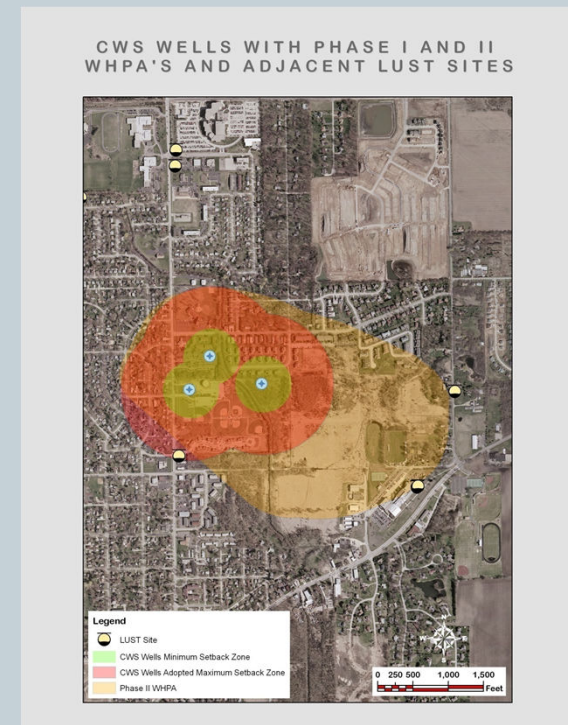 CWS WELLS WITH PHASE I AND II
WHPA'S AND ADJACENT LUST SITES
Legend
LUST Site
CWS Wells Minimum Setback Zone
CWS Wells Adopted Maximum Setback Zone
Phase II WHPA
N
W E
S
0 250 500 1,000 1,500
Feet